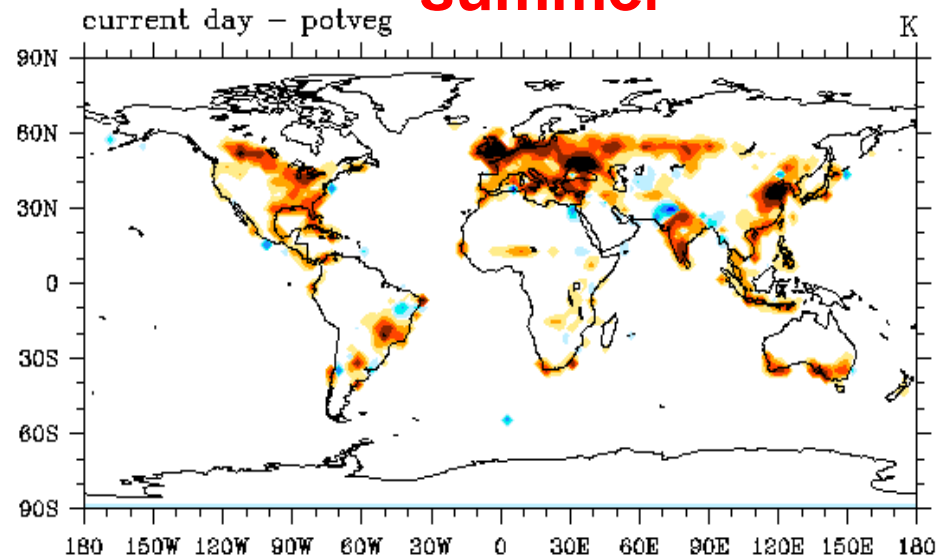 summer
current day – potveg K
90N
60N
30N
0
30S
60S
90S
180 150W 120W 90W 60W 30W 0 30E 60E 90E 120E 150E 180